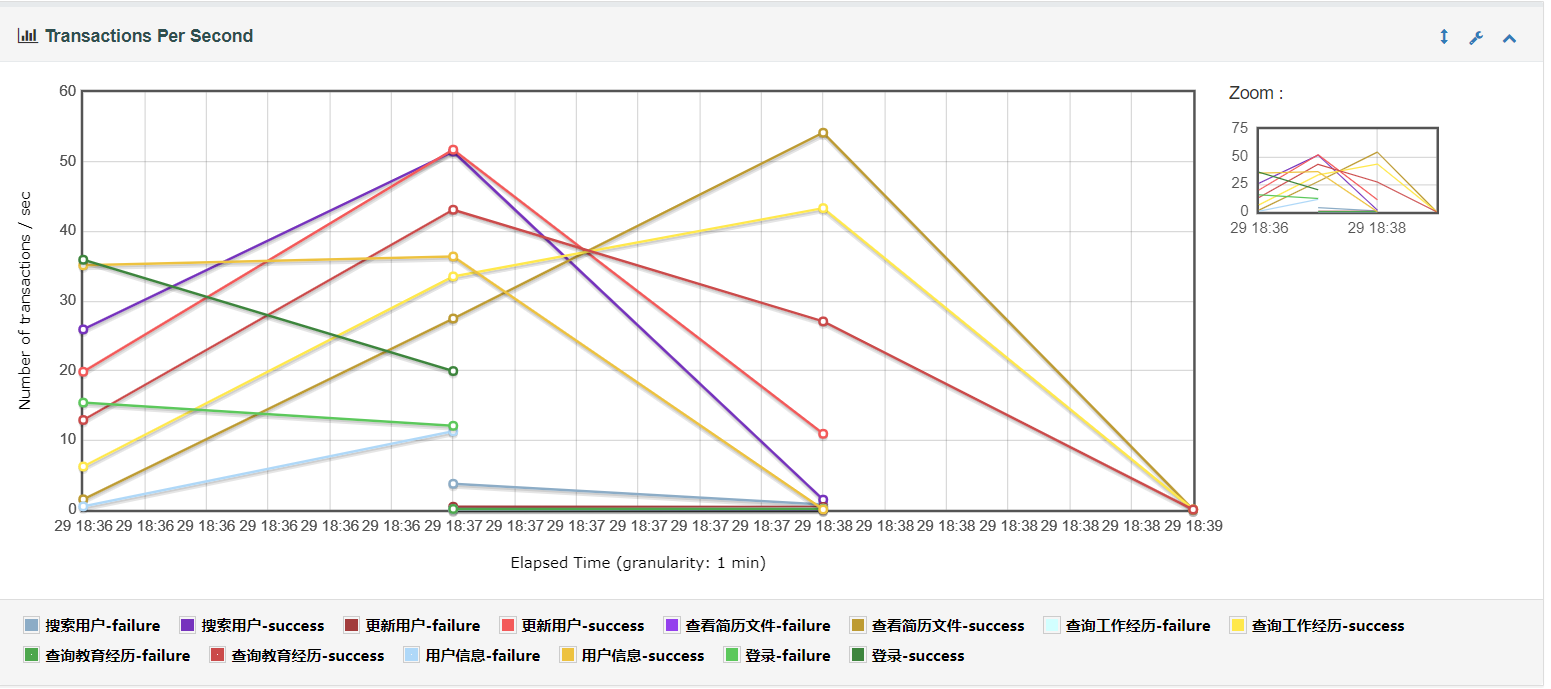 Transactions Per Second
60
50
40
30
20
10
0
Number of transactions / sec
29 18:36 29 18:36 29 18:36 29 18:36 29 18:36 29 18:36 29 18:37 29 18:37 29 18:37 29 18:37 29 18:37 29 18:37 29 18:38 29 18:38 29 18:38 29 18:38 29 18:38 29 18:38 29 18:39
Elapsed Time (granularity: 1 min)
Zoom :
75
50
25
0
29 18:36 29 18:38
搜索用户-failure 搜索用户-success 更新用户-failure 更新用户-success 查看简历文件-failure 查看简历文件-success 查询工作经历-failure 查询工作经历-success
查询教育经历-failure 查询教育经历-success 用户信息-failure 用户信息-success 登录-failure 登录-success